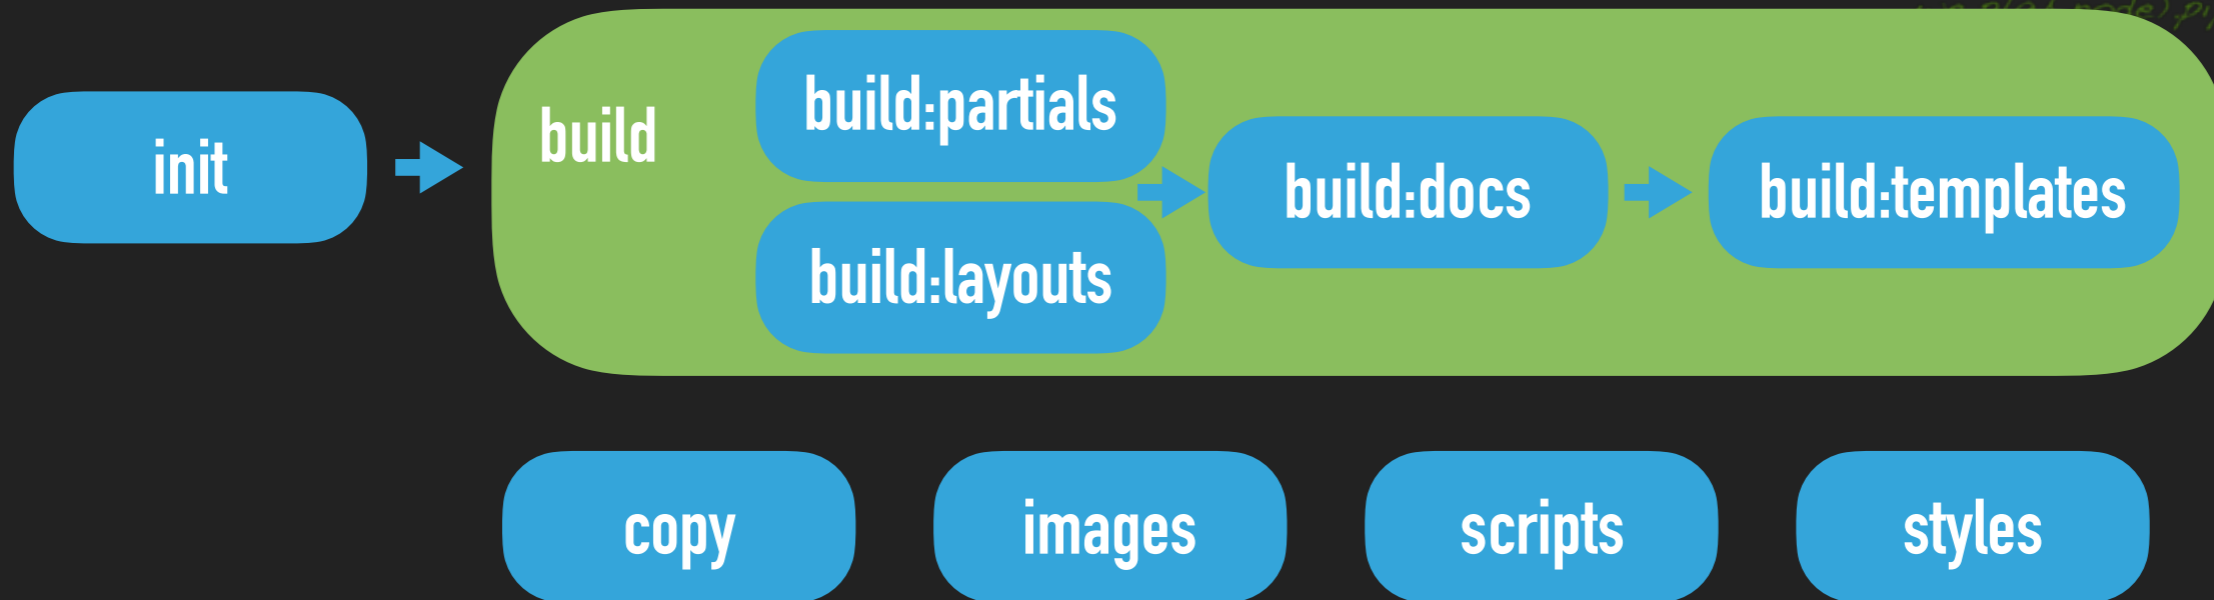 init
build
build:partials
build:layouts
build:docs
build:templates
copy
images
scripts
styles